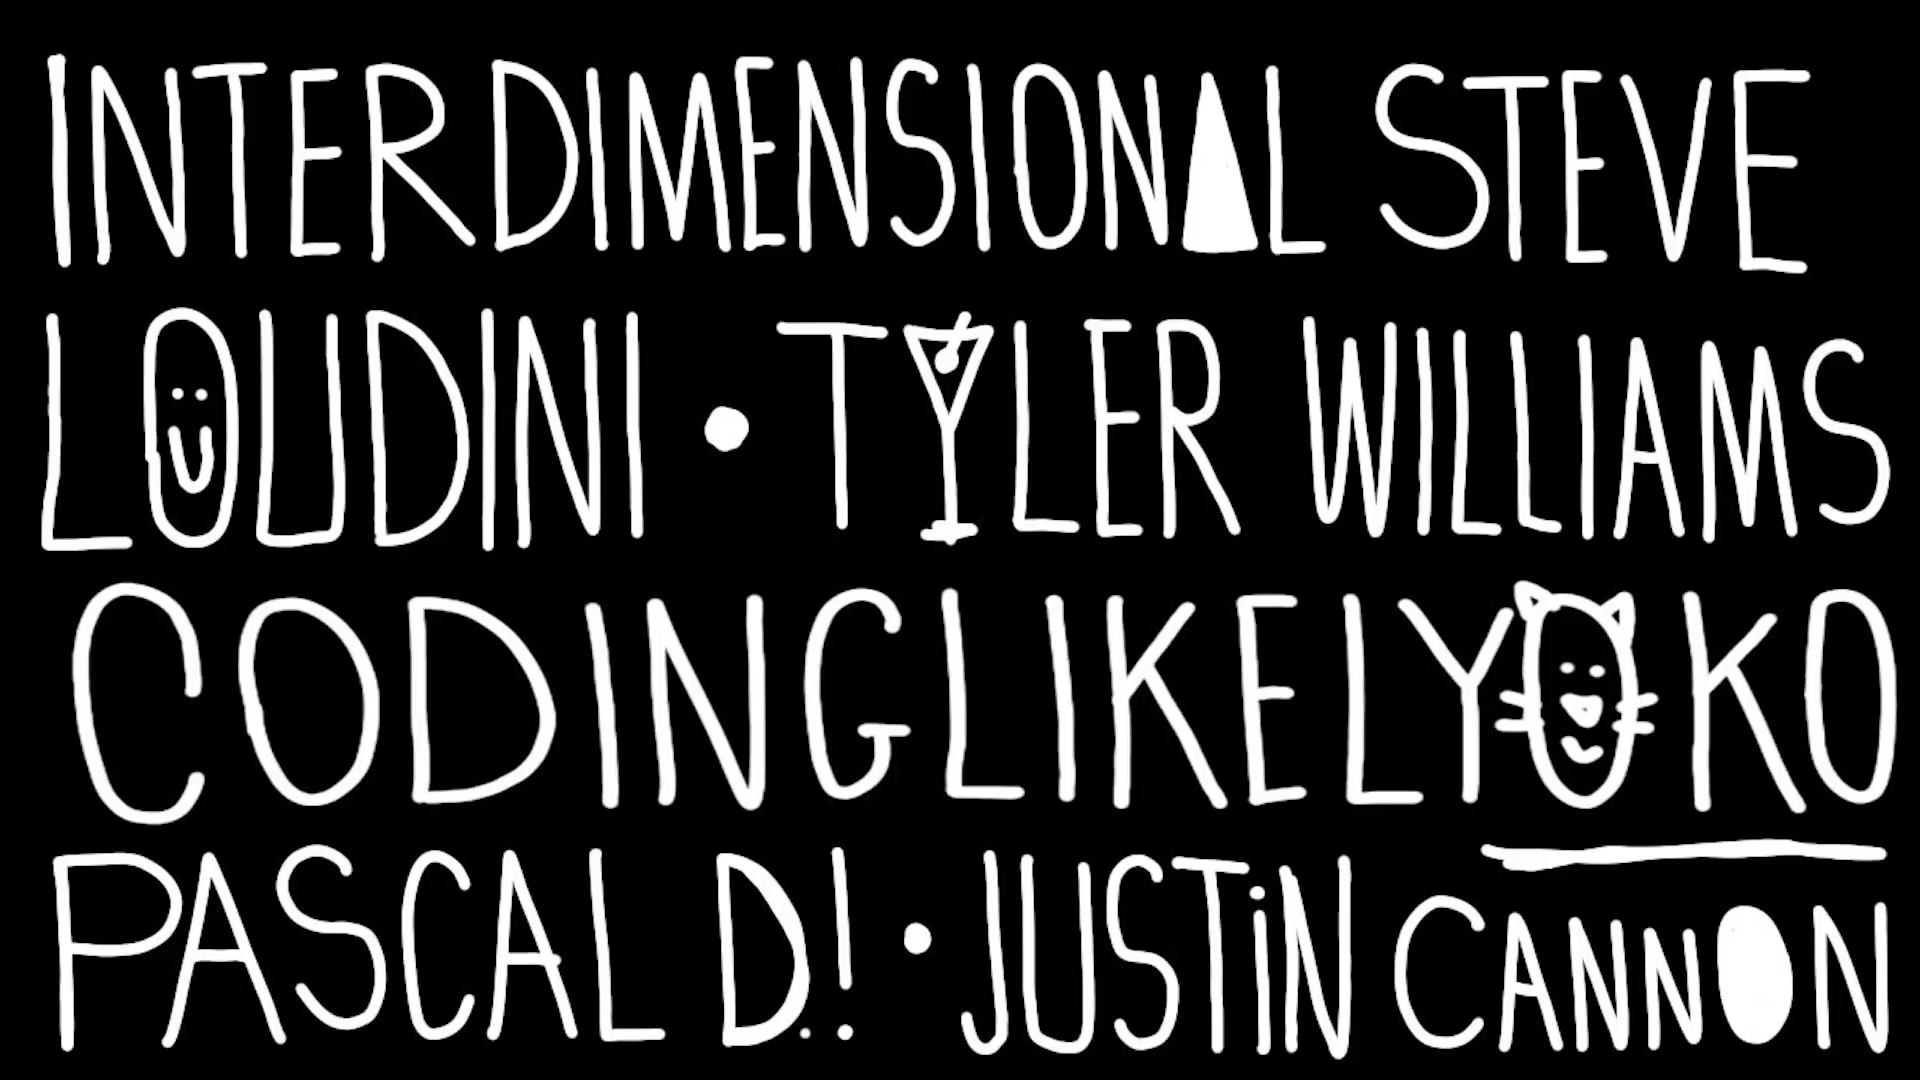 INTERDIMENSIONAL STEVE
LOUDINI • TYLER WILLIAMS
CODINGLIKELYOKO
PASCAL D.! • JUSTiN CANNON